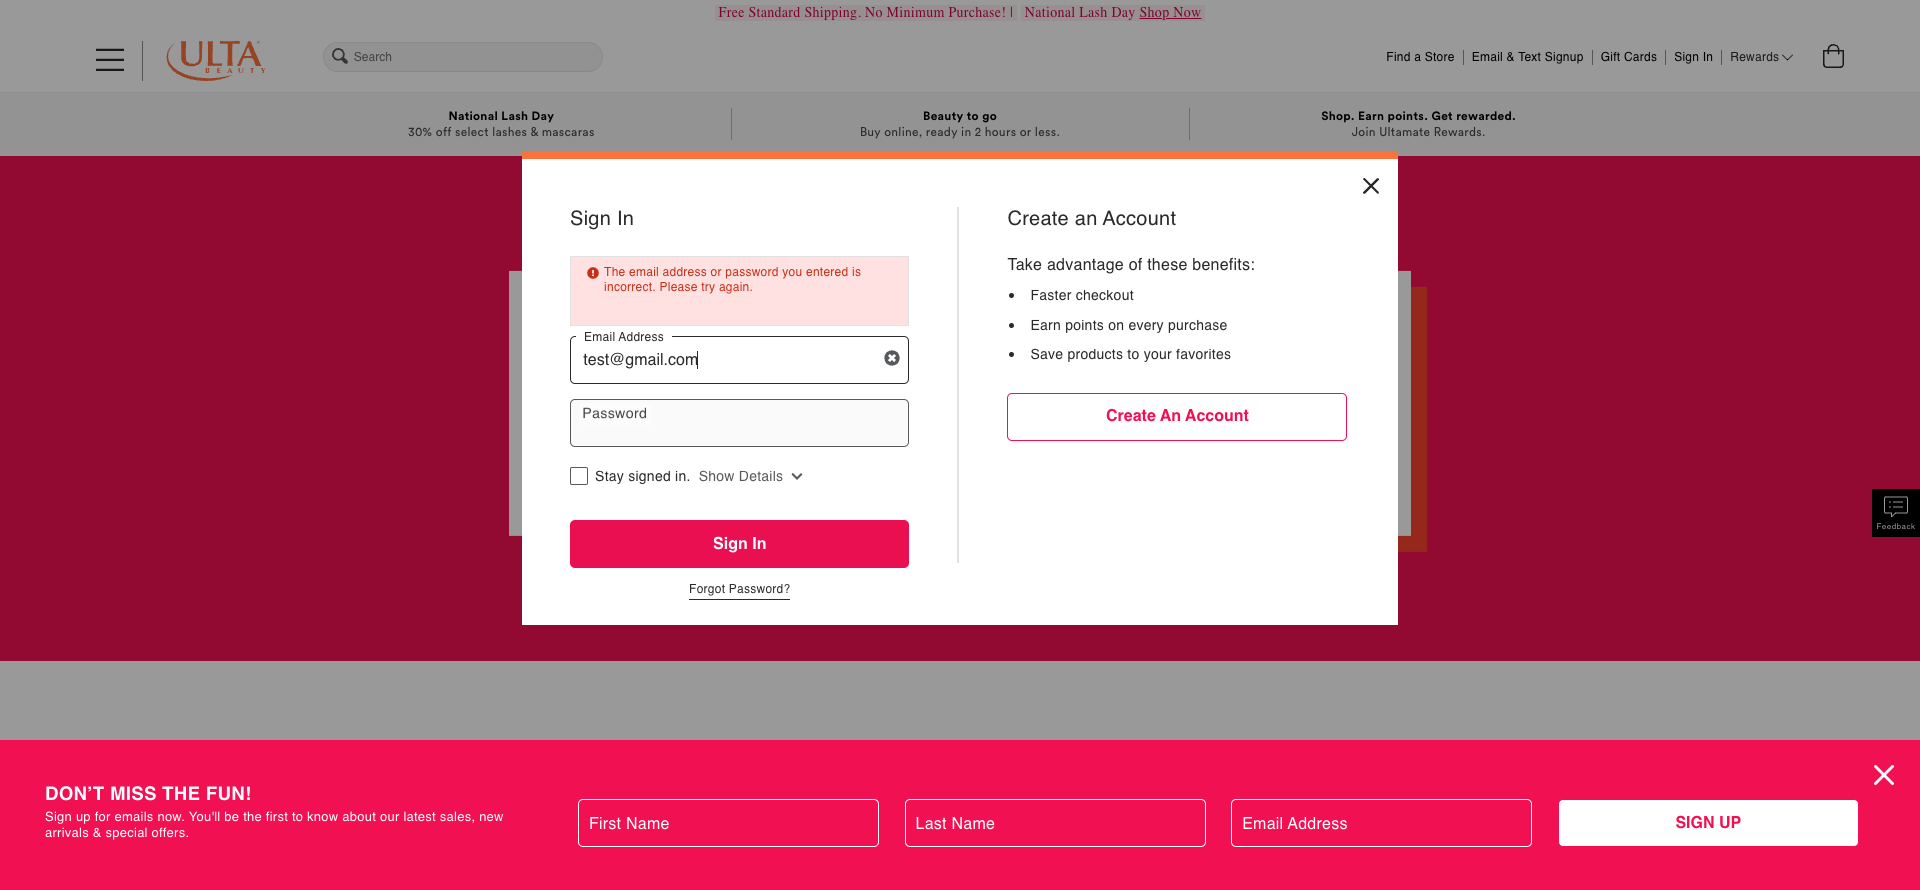 Free Standard Shipping. No Minimum Purchase! | National Lash Day Shop Now
ULTA
BEAUTY
Search
Find a Store
Email & Text Signup
Gift Cards
Sign In
Rewards
National Lash Day
30% off select lashes & mascaras
Beauty to go
Buy online, ready in 2 hours or less.
Shop. Earn points. Get rewarded.
Join Ultamate Rewards.
Sign In
The email address or password you entered is
incorrect. Please try again.
Email Address
test@gmail.com
Password
Stay signed in. Show Details
Sign In
Forgot Password?
Create an Account
Take advantage of these benefits:
• Faster checkout
• Earn points on every purchase
• Save products to your favorites
Create An Account
Feedback
DON’T MISS THE FUN!
Sign up for emails now. You'll be the first to know about our latest sales, new
arrivals & special offers.
First Name
Last Name
Email Address
SIGN UP